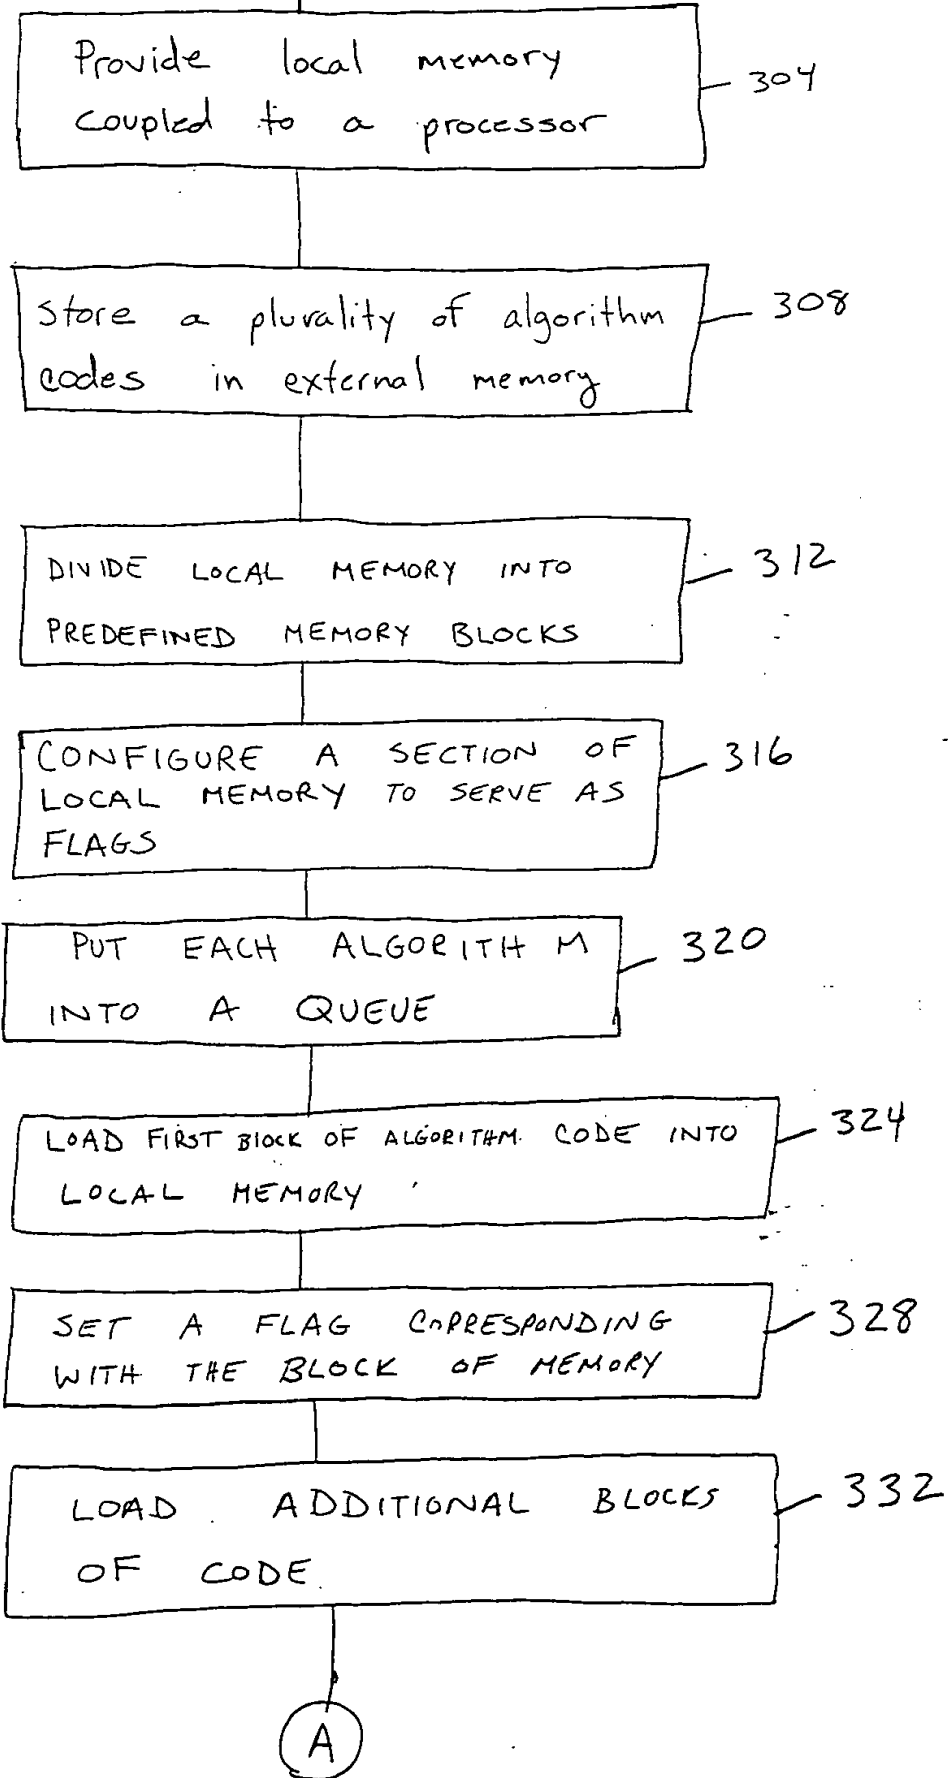 Provide local memory
coupled to a processor
304
Store a plurality of algorithm
codes in external memory
308
DIVIDE LOCAL MEMORY INTO
PREDEFINED MEMORY BLOCKS
312
CONFIGURE A SECTION OF
LOCAL MEMORY TO SERVE AS
FLAGS
316
PUT EACH ALGORITHM
INTO A QUEUE
320
LOAD FIRST BLOCK OF ALGORITHM CODE INTO
LOCAL MEMORY
324
SET A FLAG CORRESPONDING
WITH THE BLOCK OF MEMORY
328
LOAD ADDITIONAL BLOCKS
OF CODE
332
A